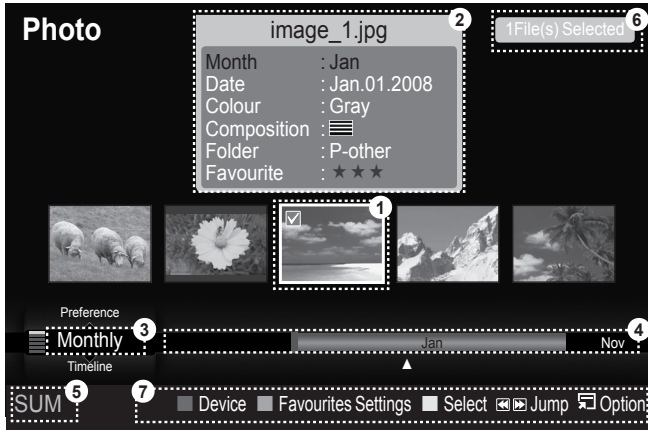 Photo
image_1.jpg
2
1File(s) Selected
6
Month : Jan
Date : Jan.01.2008
Colour : Gray
Composition :
Folder : P-other
Favourite : ★★★
1
Preference
Monthly
3
Jan
Nov
4
Timeline
SUM
5
7
Device
Favourites Settings
Select
Jump
Option